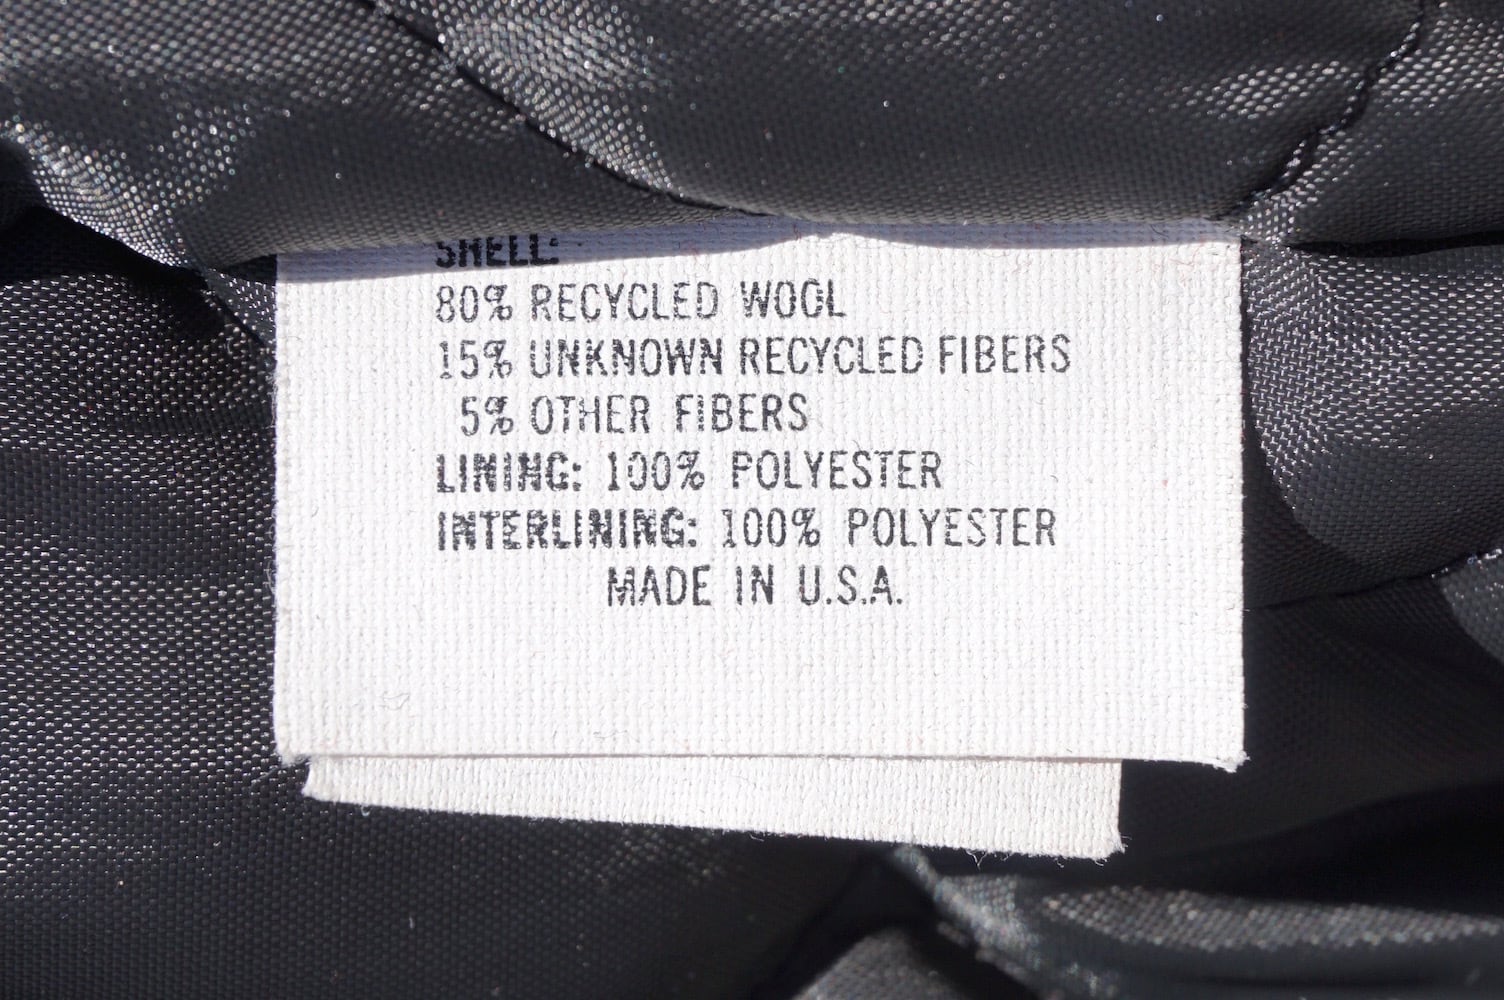 SHELL:
80% RECYCLED WOOL
15% UNKNOWN RECYCLED FIBERS
5% OTHER FIBERS
LINING: 100% POLYESTER
INTERLINING: 100% POLYESTER
MADE IN U.S.A.